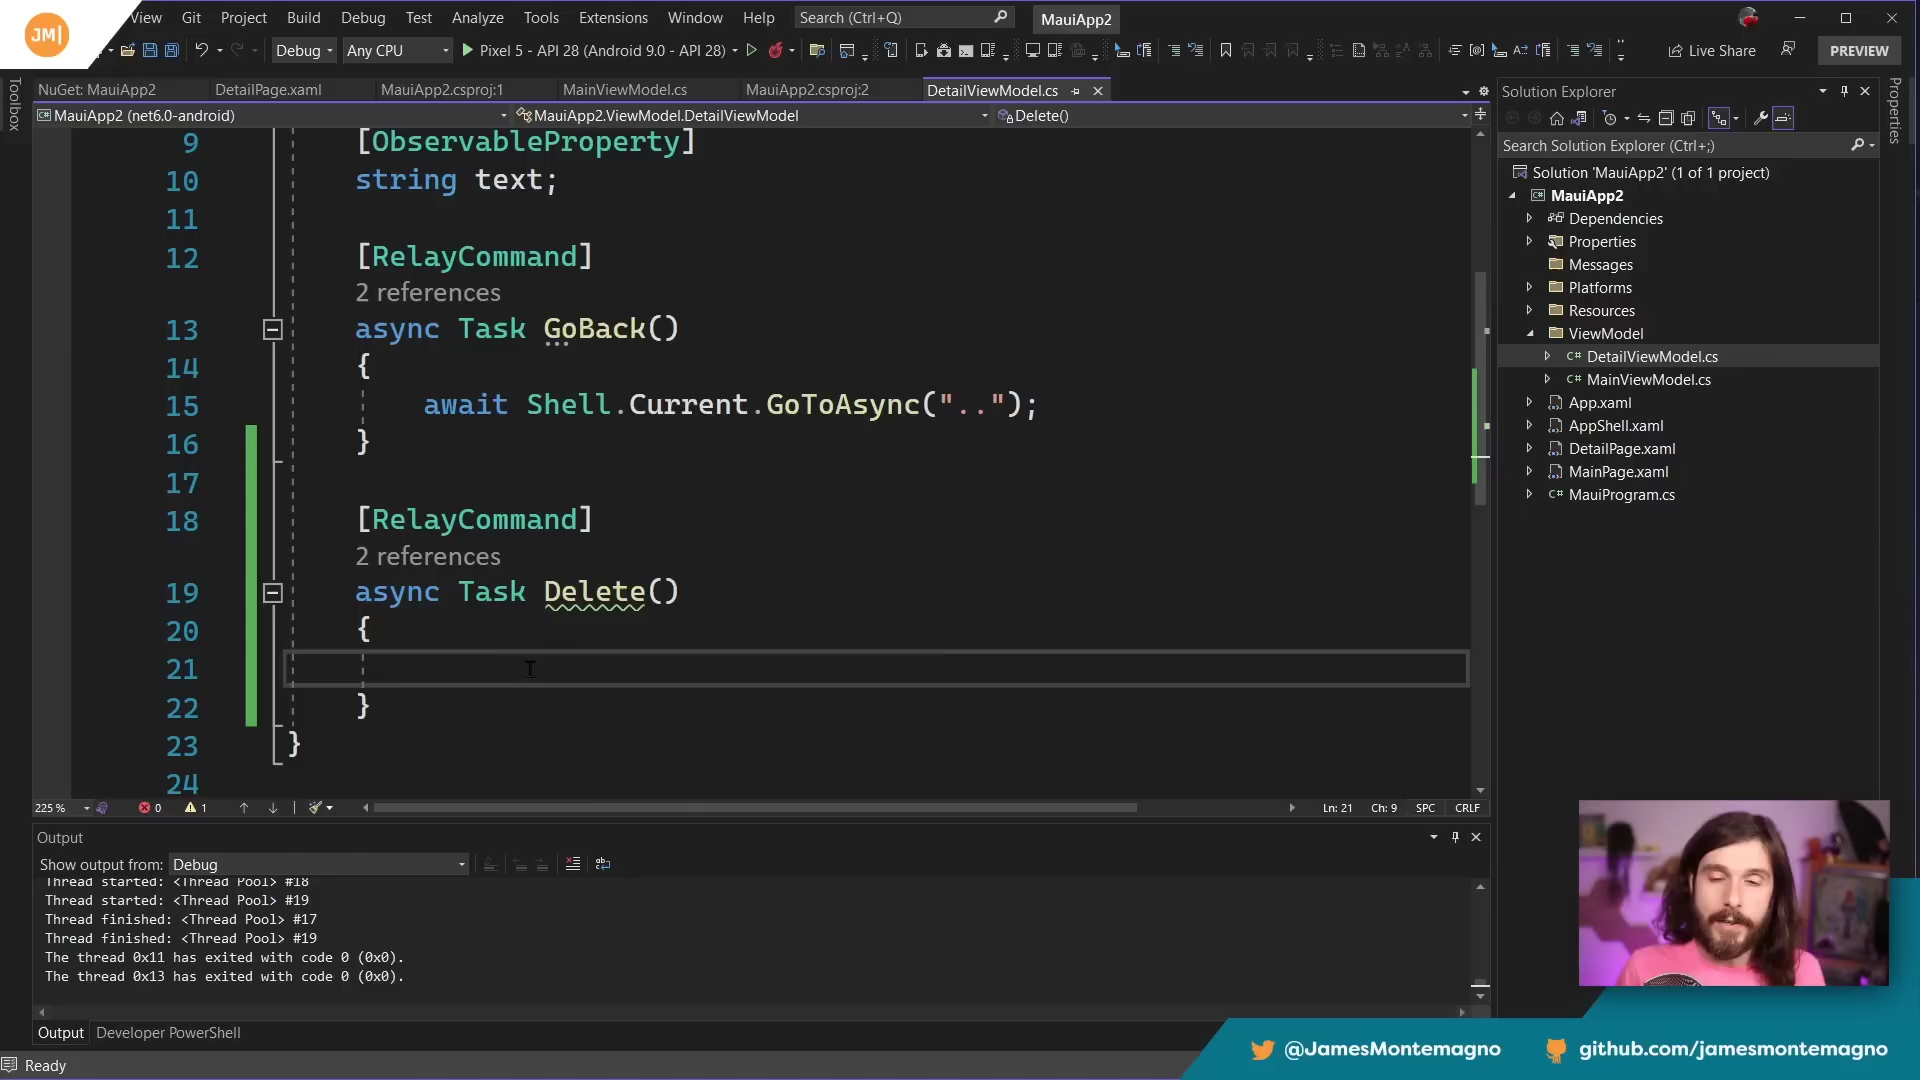 JM|
View Git Project Build Debug Test Analyze Tools Extensions Window Help Search (Ctrl+Q) MauiApp2
Debug Any CPU Pixel 5 - API 28 (Android 9.0 - API 28) Live Share PREVIEW
Toolbox
NuGet: MauiApp2 DetailPage.xaml MauiApp2.csproj:1 MainViewModel.cs MauiApp2.csproj:2 DetailViewModel.cs
MauiApp2 (net6.0-android) MauiApp2.ViewModel.DetailViewModel Delete()
9 [ObservableProperty]
10 string text;
11
12 [RelayCommand]
2 references
13 async Task GoBack()
14 {
15 await Shell.Current.GoToAsync("..");
16 }
17
18 [RelayCommand]
2 references
19 async Task Delete()
20 {
21
22 }
23 }
24
225 % 0 1 Ln: 21 Ch: 9 SPC CRLF
Output
Show output from: Debug
Thread started: <Thread Pool> #18
Thread started: <Thread Pool> #19
Thread finished: <Thread Pool> #17
Thread finished: <Thread Pool> #19
The thread 0x11 has exited with code 0 (0x0).
The thread 0x13 has exited with code 0 (0x0).
Output Developer PowerShell
Ready
Solution Explorer
Search Solution Explorer (Ctrl+;)
Solution 'MauiApp2' (1 of 1 project)
MauiApp2
Dependencies
Properties
Messages
Platforms
Resources
ViewModel
C# DetailViewModel.cs
C# MainViewModel.cs
App.xaml
AppShell.xaml
DetailPage.xaml
MainPage.xaml
C# MauiProgram.cs
Properties
@JamesMontemagno github.com/jamesmontemagno